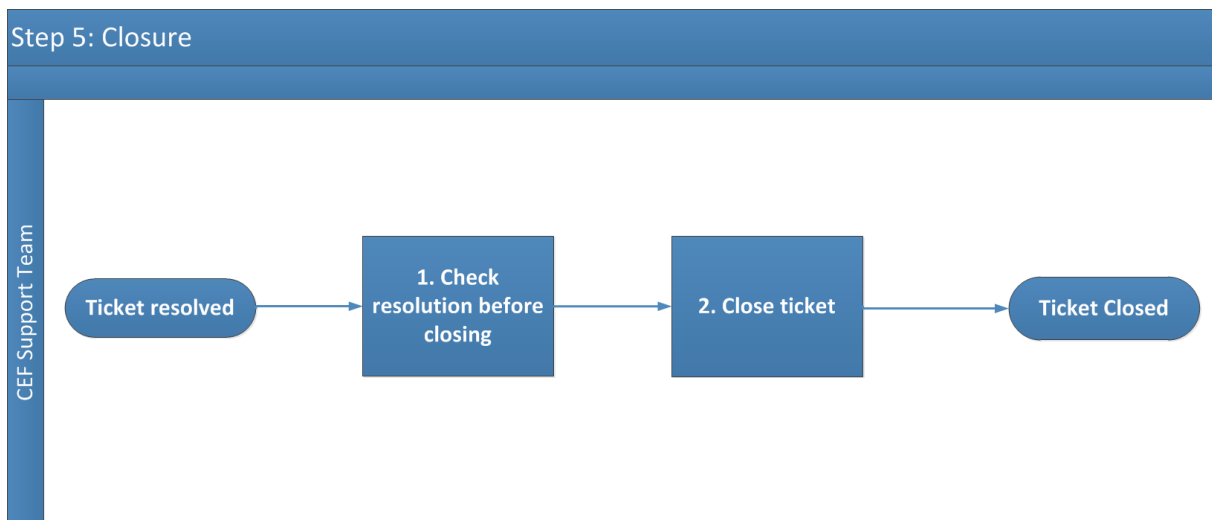 Step 5: Closure
CEF Support Team
Ticket resolved
1. Check
resolution before
closing
2. Close ticket
Ticket Closed